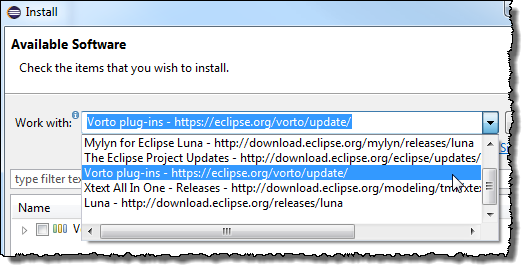 Install
Available Software
Check the items that you wish to install.
Work with: Vorto plug-ins - https://eclipse.org/vorto/update/
Mylyn for Eclipse Luna - http://download.eclipse.org/mylyn/releases/luna
The Eclipse Project Updates - http://download.eclipse.org/eclipse/updates/
Vorto plug-ins - https://eclipse.org/vorto/update/
type filter tex
Xtext All In One - Releases - http://download.eclipse.org/modeling/tm
Luna - http://download.eclipse.org/releases/luna
Name